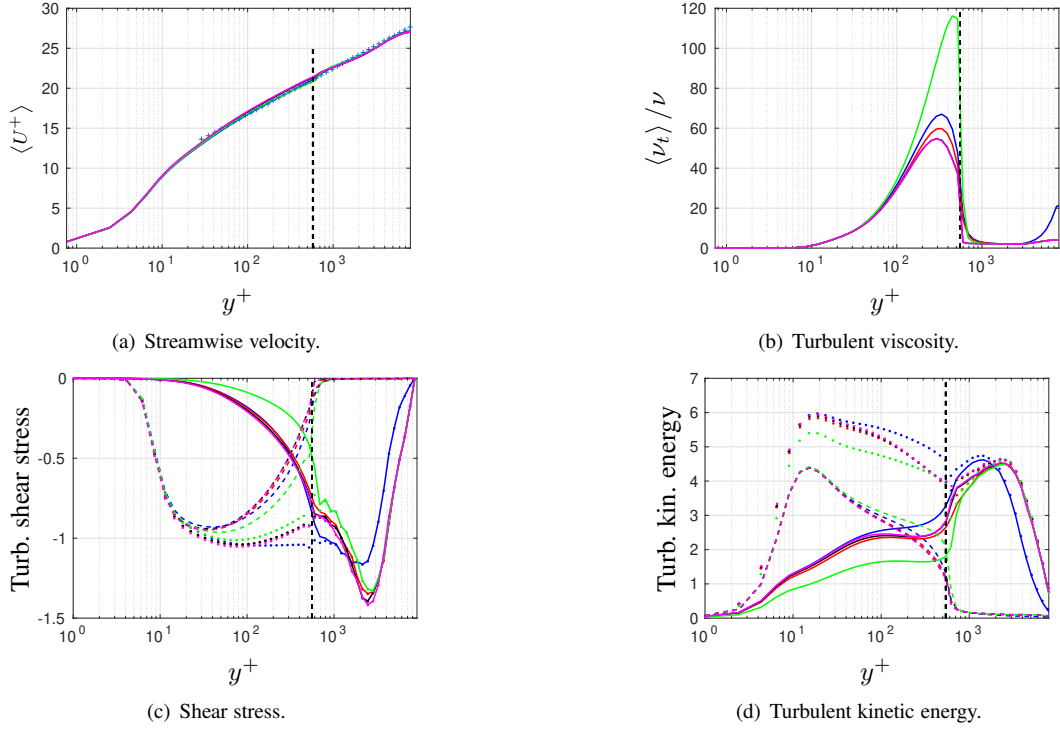 30
25
20
15
10
5
0
10^0 10^1 10^2 10^3
⟨U^+⟩
y^+
(a) Streamwise velocity.
120
100
80
60
40
20
0
10^0 10^1 10^2 10^3
⟨ν_t⟩/ν
y^+
(b) Turbulent viscosity.
0
-0.5
-1
-1.5
10^0 10^1 10^2 10^3
Turb. shear stress
y^+
(c) Shear stress.
7
6
5
4
3
2
1
0
10^0 10^1 10^2 10^3
Turb. kin. energy
y^+
(d) Turbulent kinetic energy.